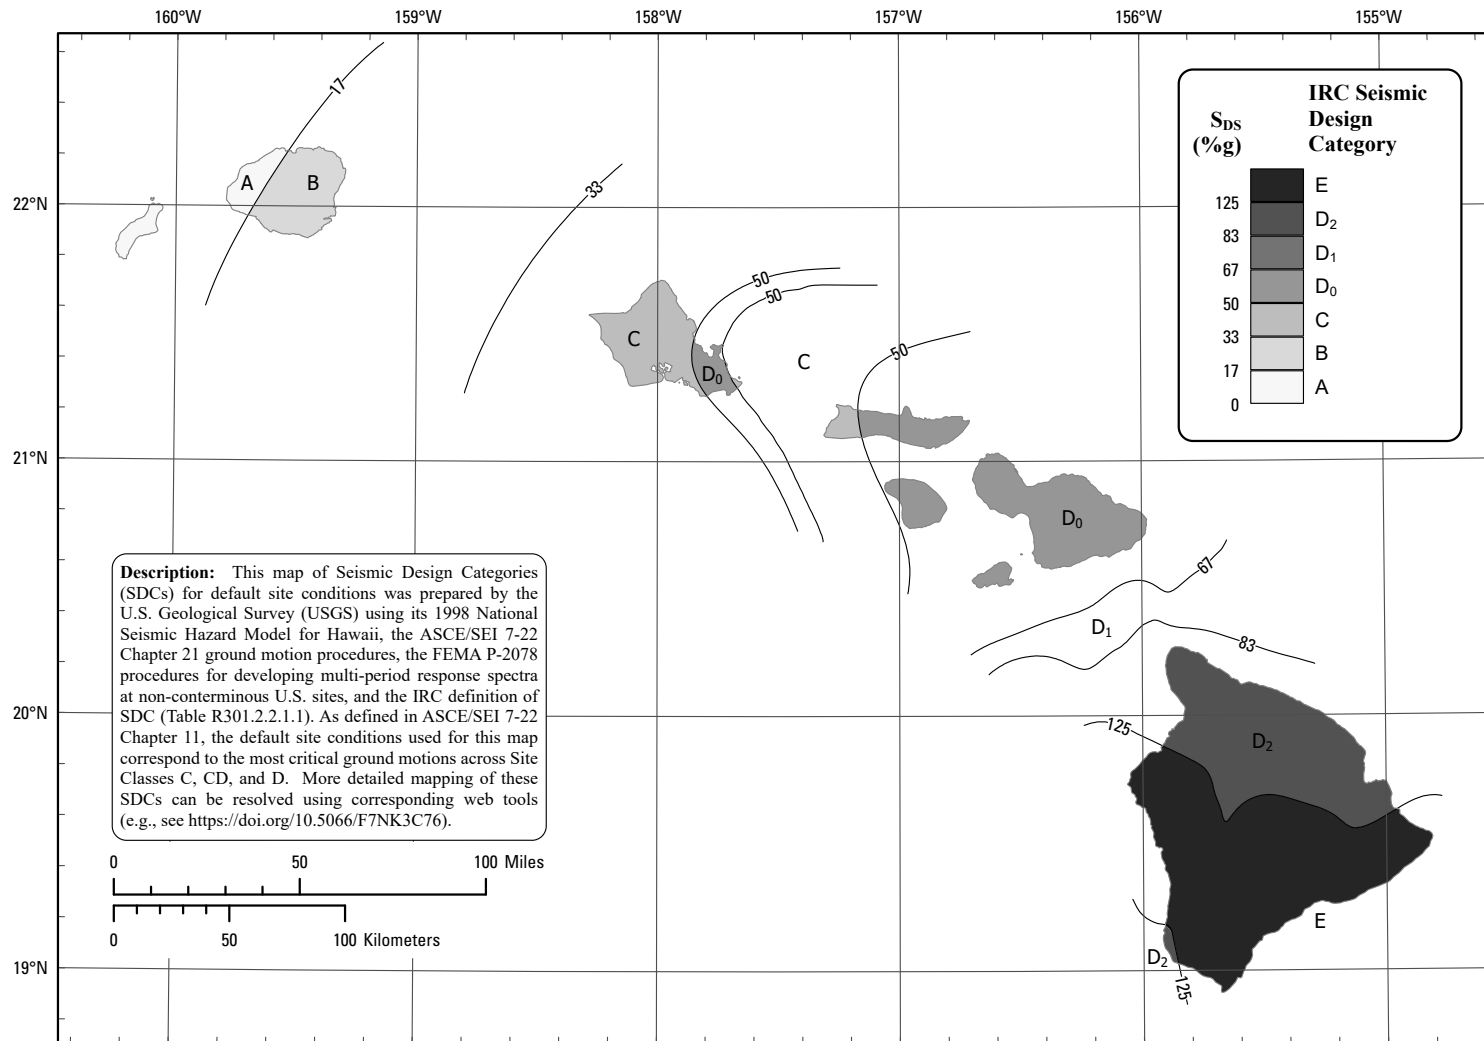 160°W 159°W 158°W 157°W 156°W 155°W
17
IRC Seismic
Design
Category
SDS
(%g)
E
125
D2
83
D1
67
D0
50
C
33
B
17
A
0
A
B
33
22°N
50
50
C
D0
C
50
21°N
D0
67
D1
83
Description: This map of Seismic Design Categories
(SDCs) for default site conditions was prepared by the
U.S. Geological Survey (USGS) using its 1998 National
Seismic Hazard Model for Hawaii, the ASCE/SEI 7-22
Chapter 21 ground motion procedures, the FEMA P-2078
procedures for developing multi-period response spectra
at non-conterminous U.S. sites, and the IRC definition of
SDC (Table R301.2.2.1.1). As defined in ASCE/SEI 7-22
Chapter 11, the default site conditions used for this map
correspond to the most critical ground motions across Site
Classes C, CD, and D. More detailed mapping of these
SDCs can be resolved using corresponding web tools
(e.g., see https://doi.org/10.5066/F7NK3C76).
20°N
125
D2
0 50 100 Miles
0 50 100 Kilometers
E
D2
19°N
125